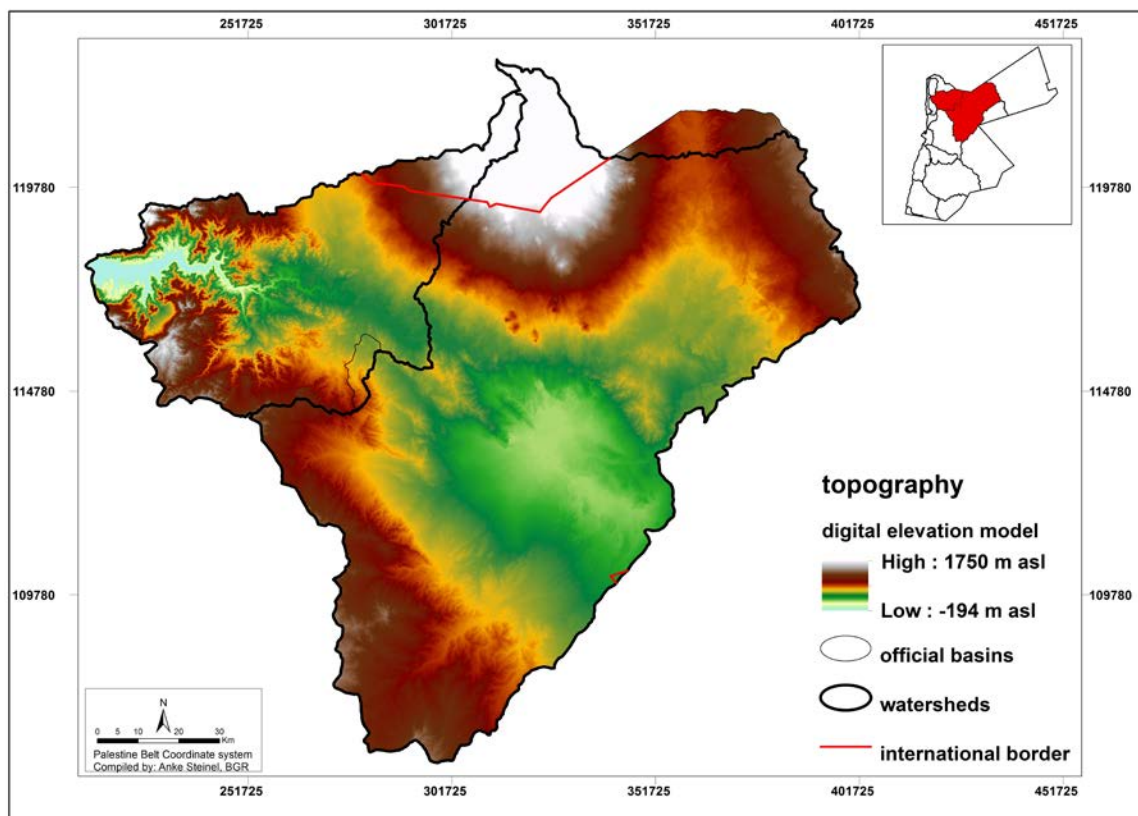 251725 301725 351725 401725 451725
119780 119780
114780 114780
topography
digital elevation model
High : 1750 m asl
Low : -194 m asl
109780 109780
official basins
watersheds
international border
N
0 5 10 20 30
Km
Palestine Belt Coordinate system
Compiled by: Anke Steinel, BGR
251725 301725 351725 401725 451725